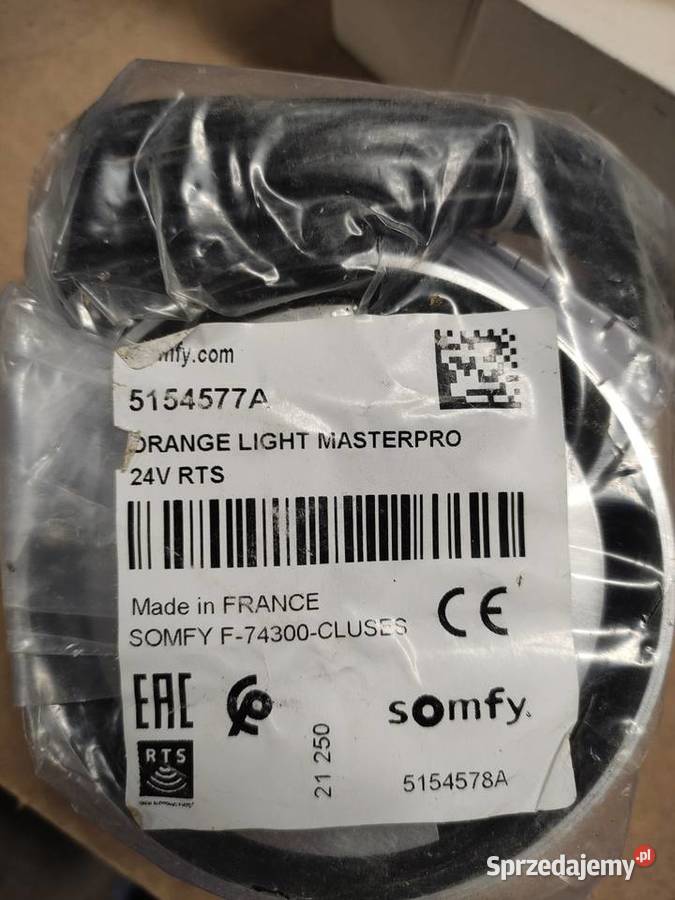 mfy.com
5154577A
ORANGE LIGHT MASTERPRO
24V RTS
Made in FRANCE
SOMFY F-74300-CLUSES
CE
EAC
RTS
21 250
somfy.
5154578A
Sprzedajemy.pl